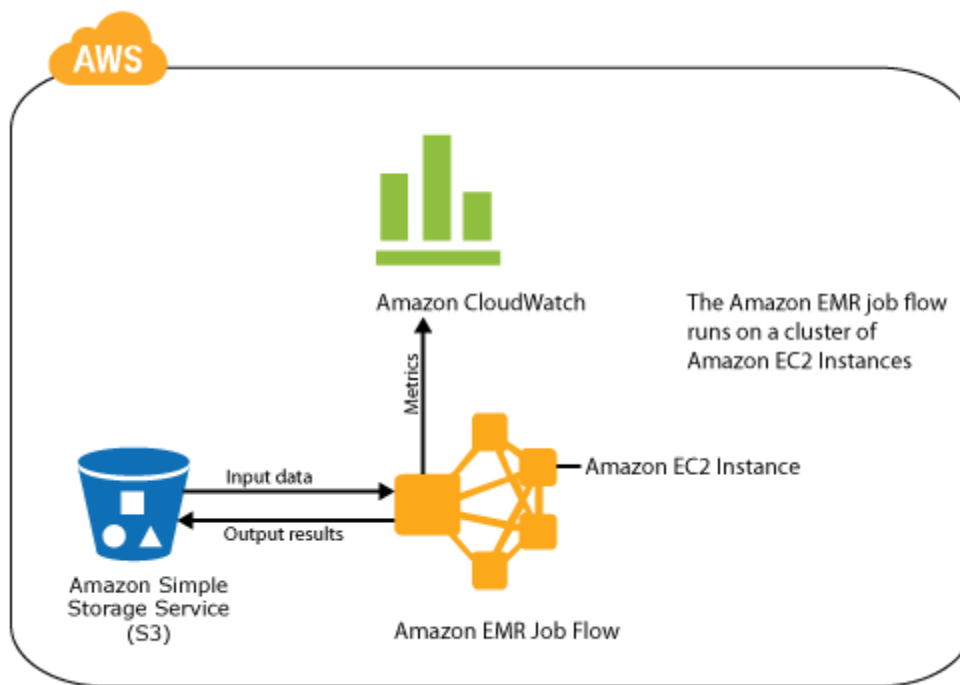 AWS
Amazon CloudWatch
The Amazon EMR job flow
runs on a cluster of
Amazon EC2 Instances
Metrics
Amazon EC2 Instance
Input data
Output results
Amazon Simple
Storage Service
(S3)
Amazon EMR Job Flow